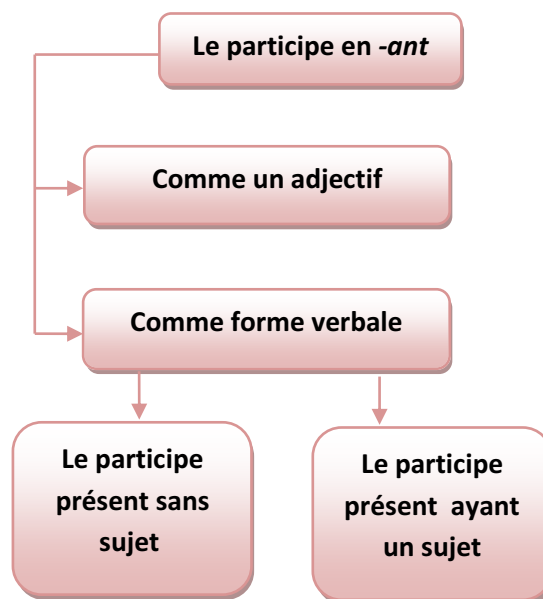 Le participe en -ant
Comme un adjectif
Comme forme verbale
Le participe
présent sans
sujet
Le participe
présent ayant
un sujet